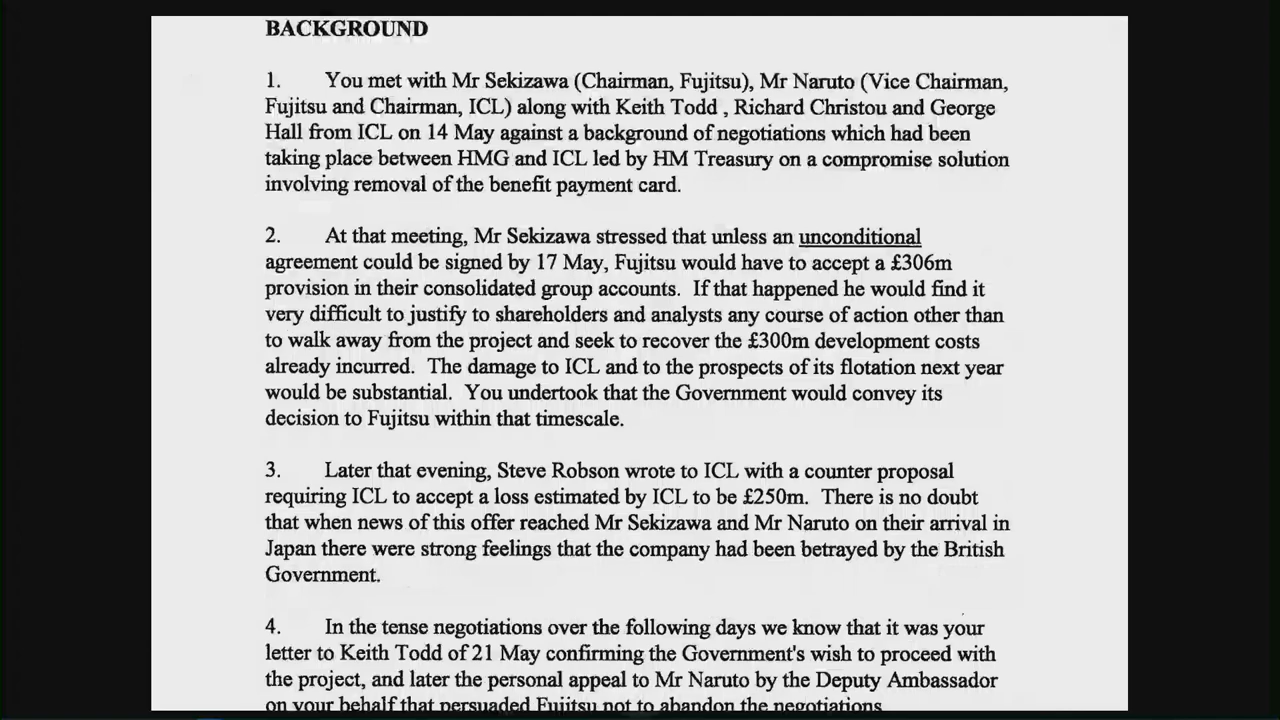 BACKGROUND
1. You met with Mr Sekizawa (Chairman, Fujitsu), Mr Naruto (Vice Chairman,
Fujitsu and Chairman, ICL) along with Keith Todd , Richard Christou and George
Hall from ICL on 14 May against a background of negotiations which had been
taking place between HMG and ICL led by HM Treasury on a compromise solution
involving removal of the benefit payment card.
2. At that meeting, Mr Sekizawa stressed that unless an unconditional
agreement could be signed by 17 May, Fujitsu would have to accept a £306m
provision in their consolidated group accounts. If that happened he would find it
very difficult to justify to shareholders and analysts any course of action other than
to walk away from the project and seek to recover the £300m development costs
already incurred. The damage to ICL and to the prospects of its flotation next year
would be substantial. You undertook that the Government would convey its
decision to Fujitsu within that timescale.
3. Later that evening, Steve Robson wrote to ICL with a counter proposal
requiring ICL to accept a loss estimated by ICL to be £250m. There is no doubt
that when news of this offer reached Mr Sekizawa and Mr Naruto on their arrival in
Japan there were strong feelings that the company had been betrayed by the British
Government.
4. In the tense negotiations over the following days we know that it was your
letter to Keith Todd of 21 May confirming the Government's wish to proceed with
the project, and later the personal appeal to Mr Naruto by the Deputy Ambassador
on your behalf that persuaded Fujitsu not to abandon the negotiations.